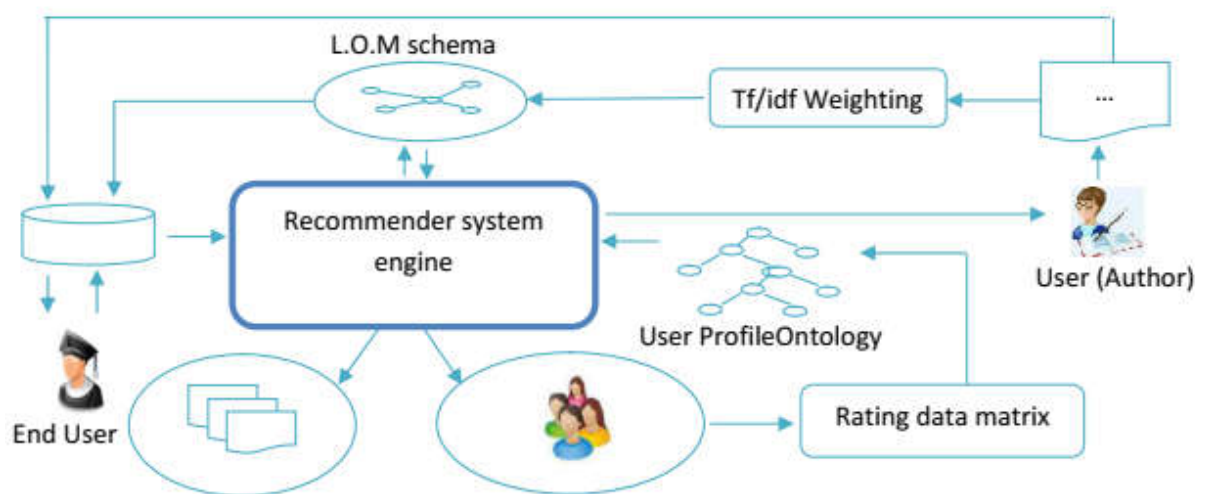 L.O.M schema
Tf/idf Weighting
...
Recommender system
engine
User (Author)
User ProfileOntology
End User
Rating data matrix